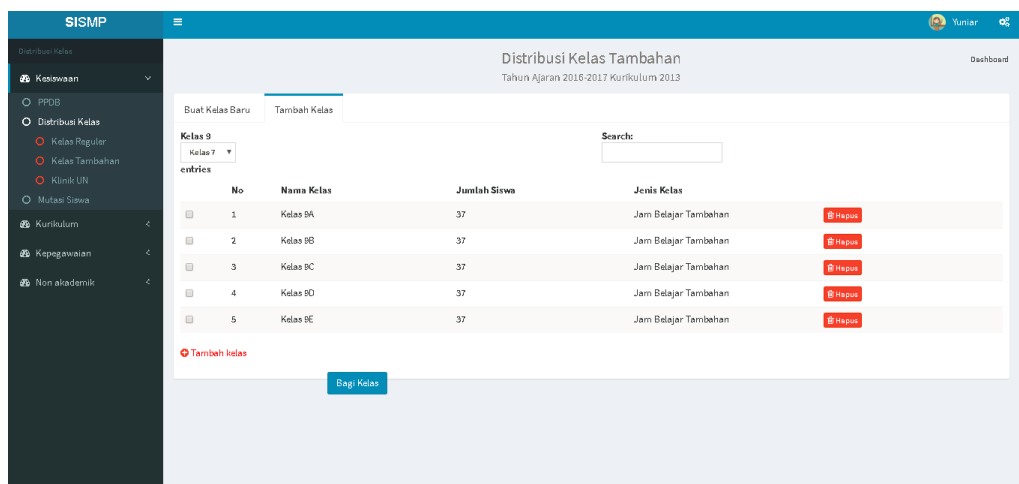 SISMP
Yuniar
Distribusi Kelas
Distribusi Kelas Tambahan
Dashboard
Tahun Ajaran 2016-2017 Kurikulum 2013
Kesiswaan
PPDB
Distribusi Kelas
Kelas Reguler
Kelas Tambahan
Klinik UN
Mutasi Siswa
Kurikulum
Kepegawaian
Non akademik
Buat Kelas Baru Tambah Kelas
Kelas 9 Search:
Kelas 7
entries
No Nama Kelas Jumlah Siswa Jenis Kelas
1 Kelas 9A 37 Jam Belajar Tambahan Hapus
2 Kelas 9B 37 Jam Belajar Tambahan Hapus
3 Kelas 9C 37 Jam Belajar Tambahan Hapus
4 Kelas 9D 37 Jam Belajar Tambahan Hapus
5 Kelas 9E 37 Jam Belajar Tambahan Hapus
Tambah kelas
Bagi Kelas